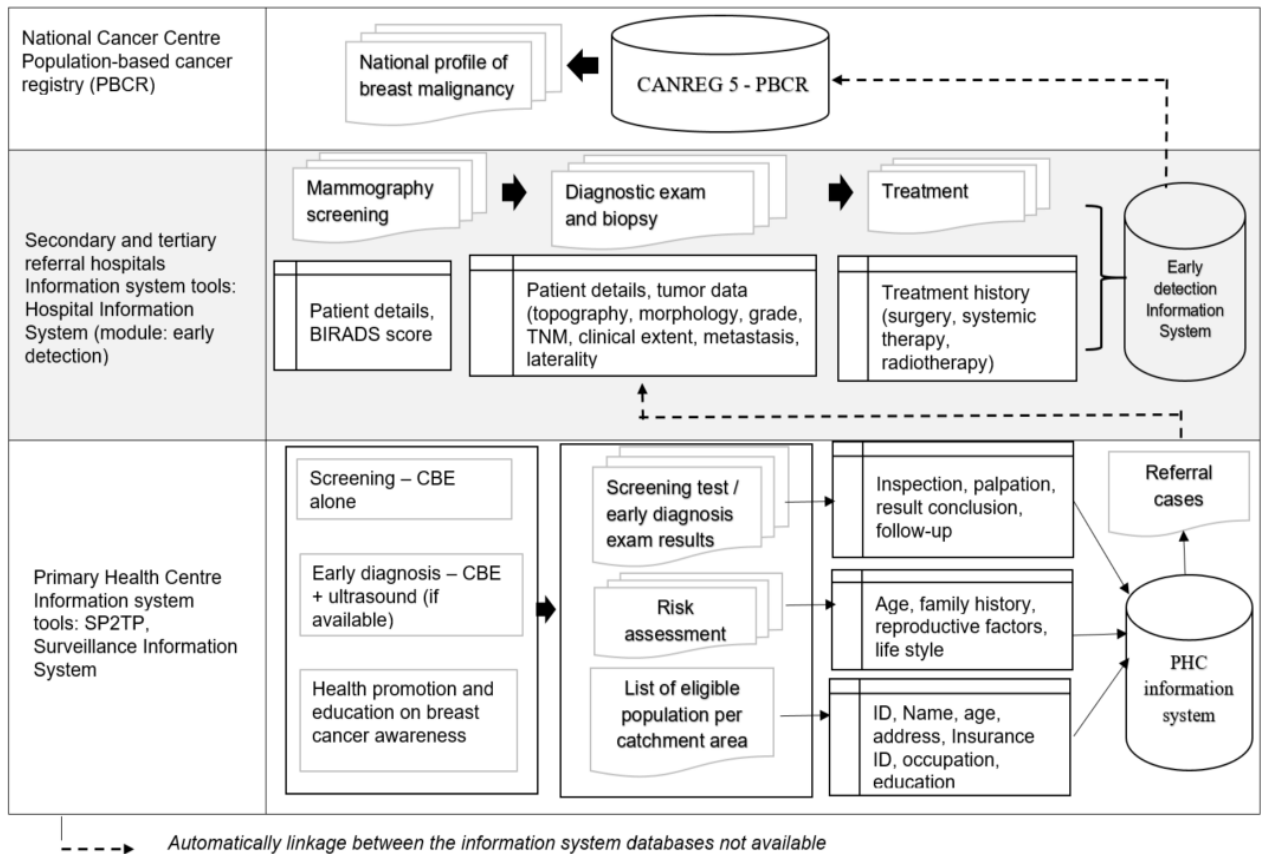 National Cancer Centre
Population-based cancer
registry (PBCR)
National profile of
breast malignancy
CANREG 5 - PBCR
Secondary and tertiary
referral hospitals
Information system tools:
Hospital Information
System (module: early
detection)
Mammography
screening
Diagnostic exam
and biopsy
Treatment
Patient details,
BIRADS score
Patient details, tumor data
(topography, morphology, grade,
TNM, clinical extent, metastasis,
laterality
Treatment history
(surgery, systemic
therapy,
radiotherapy)
Early
detection
Information
System
Primary Health Centre
Information system
tools: SP2TP,
Surveillance Information
System
Screening – CBE
alone
Early diagnosis – CBE
+ ultrasound (if
available)
Health promotion and
education on breast
cancer awareness
Screening test /
early diagnosis
exam results
Risk
assessment
List of eligible
population per
catchment area
Inspection, palpation,
result conclusion,
follow-up
Age, family history,
reproductive factors,
life style
ID, Name, age,
address, Insurance
ID, occupation,
education
Referral
cases
PHC
information
system
Automatically linkage between the information system databases not available